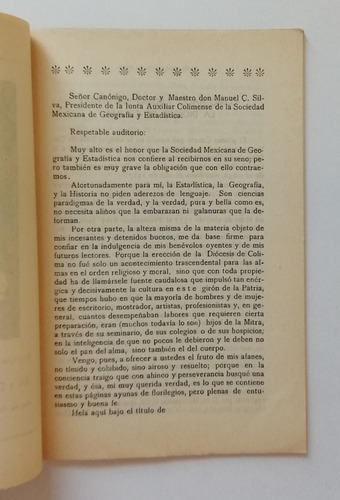 Señor Canónigo, Doctor y Maestro don Manuel C. Sil-
va, Presidente de la Junta Auxiliar Colimense de la Sociedad
Mexicana de Geografía y Estadística.
Respetable auditorio:
Muy alto es el honor que la Sociedad Mexicana de Geo-
grafía y Estadística nos confiere al recibirnos en su seno; pe-
ro también es muy grave la obligación que con ello contrae-
mos.
Afortunadamente para mí, la Estadística, la Geografía,
y la Historia no piden aderezos de lenguaje. Son ciencias
paradigmas de la verdad, y la verdad, pura y bella como es,
no necesita aliños que la embarazan ni galanuras que la de-
forman.
Por otra parte, la alteza misma de la materia objeto de
mis incesantes y detenidos buceos, me da base firme para
confiar en la indulgencia de mis benévolos oyentes y de mis
futuros lectores. Porque la erección de la Diócesis de Coli-
ma no fué solo un acontecimiento trascendental para las al-
mas en el orden religioso y moral, sino que con toda propie-
dad ha de llamársele fuente caudalosa que impulsó tan enér-
gica y decisivamente la cultura en este girón de la Patria,
que tiempos hubo en que la mayoría de hombres y de muje-
res de escritorio, mostrador, artistas, profesionistas y, en ge-
neral, cuantos desempeñaban labores que requieren cierta
preparación, eran (muchos todavía lo son) hijos de la Mitra,
a través de su seminario, de sus colegios o de sus hospicios;
en la inteligencia de que no pocos le debieron y le deben no
sólo el pan del alma, sino también el del cuerpo.
Vengo, pues, a ofrecer a ustedes el fruto de mis afanes,
no tímido y cohibido, sino airoso y resuelto; porque en la
conciencia traigo que con ahinco y perseverancia busqué una
verdad, y ésa, mi muy querida verdad, es lo que se contiene
en estas páginas ayunas de florilegios, pero plenas de entu-
siasmo y buena fe
Hela aquí bajo el título de